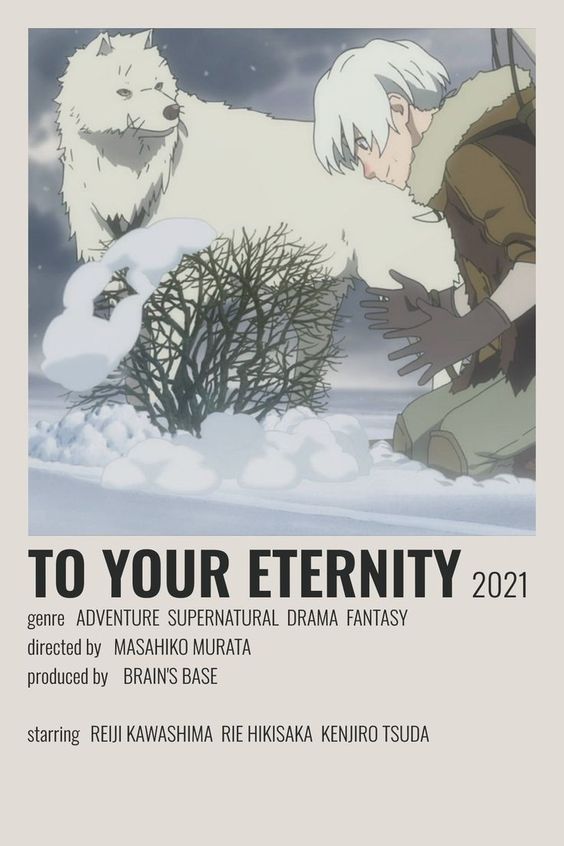 TO YOUR ETERNITY 2021
genre ADVENTURE SUPERNATURAL DRAMA FANTASY
directed by MASAHIKO MURATA
produced by BRAIN'S BASE
starring REIJI KAWASHIMA RIE HIKISAKA KENJIRO TSUDA